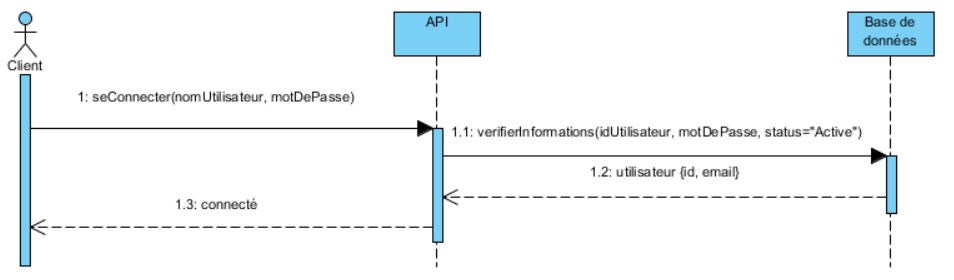 Client
API
Base de
données
1: seConnecter(nomUtilisateur, motDePasse)
1.1: verifierInformations(idUtilisateur, motDePasse, status="Active")
1.2: utilisateur {id, email}
1.3: connecté